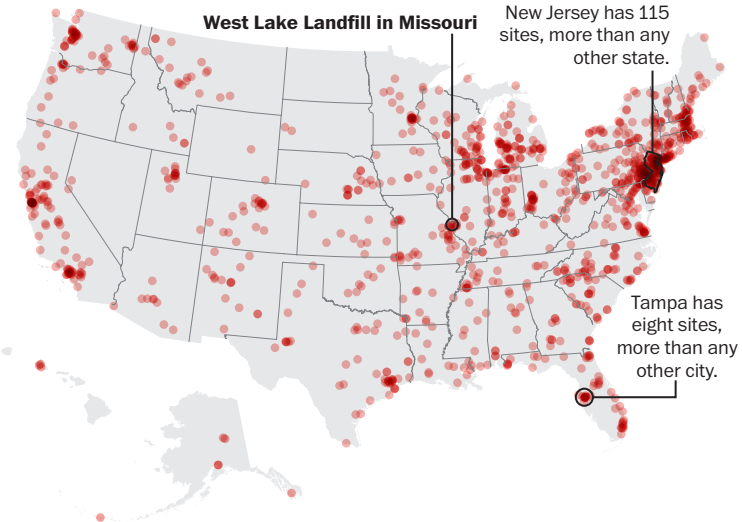 West Lake Landfill in Missouri
New Jersey has 115
sites, more than any
other state.
Tampa has
eight sites,
more than any
other city.